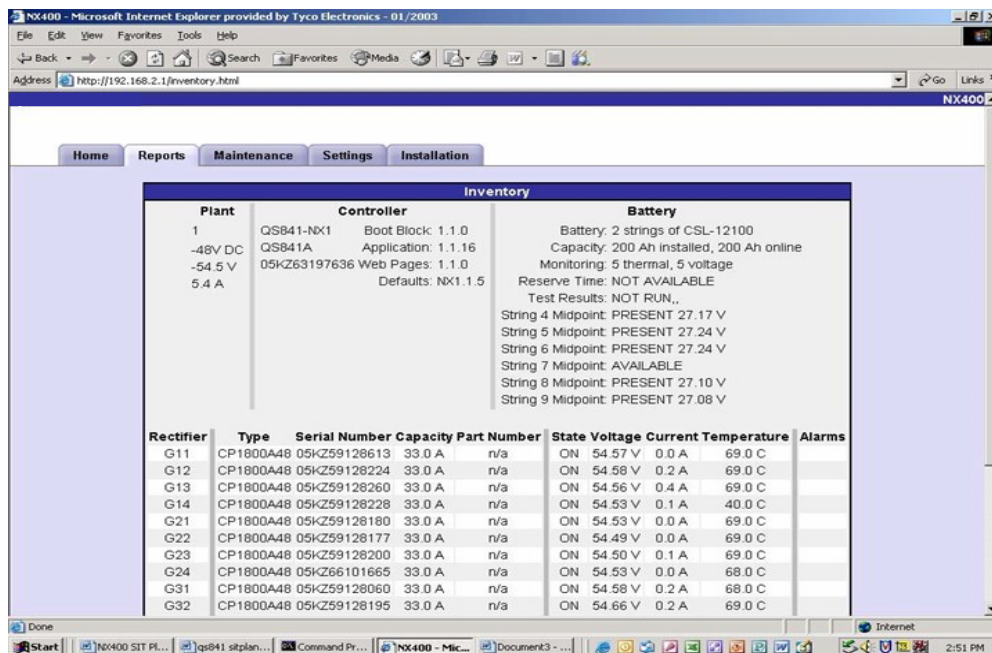 NX400 - Microsoft Internet Explorer provided by Tyco Electronics - 01/2003
File Edit View Favorites Tools Help
Back Search Favorites Media
Address http://192.168.2.1/inventory.html Go Links
NX400
Home Reports Maintenance Settings Installation
Inventory
Plant Controller Battery
1 QS841-NX1 Boot Block: 1.1.0 Battery: 2 strings of CSL-12100
-48V DC QS841A Application: 1.1.16 Capacity: 200 Ah installed, 200 Ah online
-54.5 V 05KZ63197636 Web Pages: 1.1.0 Monitoring: 5 thermal, 5 voltage
5.4 A Defaults: NX1.1.5 Reserve Time: NOT AVAILABLE
Test Results: NOT RUN,,
String 4 Midpoint: PRESENT 27.17 V
String 5 Midpoint: PRESENT 27.24 V
String 6 Midpoint: PRESENT 27.24 V
String 7 Midpoint: AVAILABLE
String 8 Midpoint: PRESENT 27.10 V
String 9 Midpoint: PRESENT 27.08 V
Rectifier Type Serial Number Capacity Part Number State Voltage Current Temperature Alarms
G11 CP1800A48 05KZ59128613 33.0 A n/a ON 54.57 V 0.0 A 69.0 C
G12 CP1800A48 05KZ59128224 33.0 A n/a ON 54.58 V 0.2 A 69.0 C
G13 CP1800A48 05KZ59128260 33.0 A n/a ON 54.56 V 0.4 A 69.0 C
G14 CP1800A48 05KZ59128228 33.0 A n/a ON 54.53 V 0.1 A 40.0 C
G21 CP1800A48 05KZ59128180 33.0 A n/a ON 54.53 V 0.0 A 69.0 C
G22 CP1800A48 05KZ59128177 33.0 A n/a ON 54.49 V 0.0 A 69.0 C
G23 CP1800A48 05KZ59128200 33.0 A n/a ON 54.50 V 0.1 A 69.0 C
G24 CP1800A48 05KZ66101665 33.0 A n/a ON 54.53 V 0.0 A 68.0 C
G31 CP1800A48 05KZ59128060 33.0 A n/a ON 54.58 V 0.2 A 68.0 C
G32 CP1800A48 05KZ59128195 33.0 A n/a ON 54.66 V 0.2 A 69.0 C
Done Internet
Start NX400 SIT Pl... qs841 sitplan... Command Pr... NX400 - Mic... Document3 - ... 2:51 PM